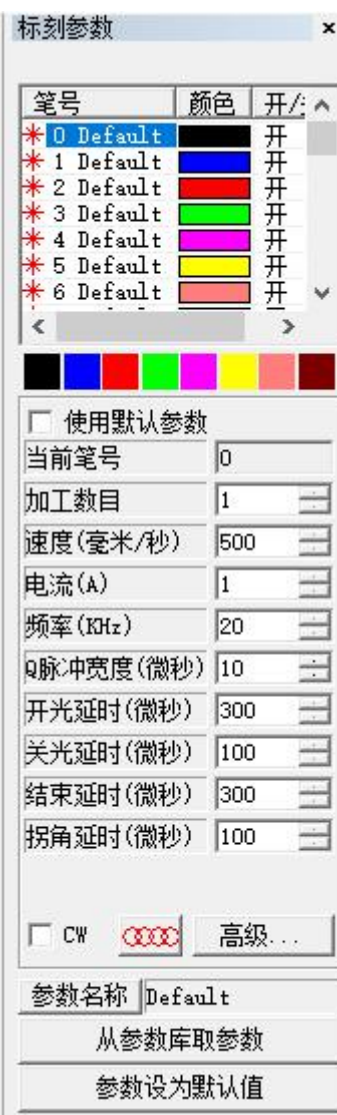 标刻参数
笔号 颜色 开/
0 Default 开
1 Default 开
2 Default 开
3 Default 开
4 Default 开
5 Default 开
6 Default 开
使用默认参数
当前笔号 0
加工数目 1
速度(毫米/秒) 500
电流(A) 1
频率(KHz) 20
Q脉冲宽度(微秒) 10
开光延时(微秒) 300
关光延时(微秒) 100
结束延时(微秒) 300
拐角延时(微秒) 100
CW 高级...
参数名称 Default
从参数库取参数
参数设为默认值